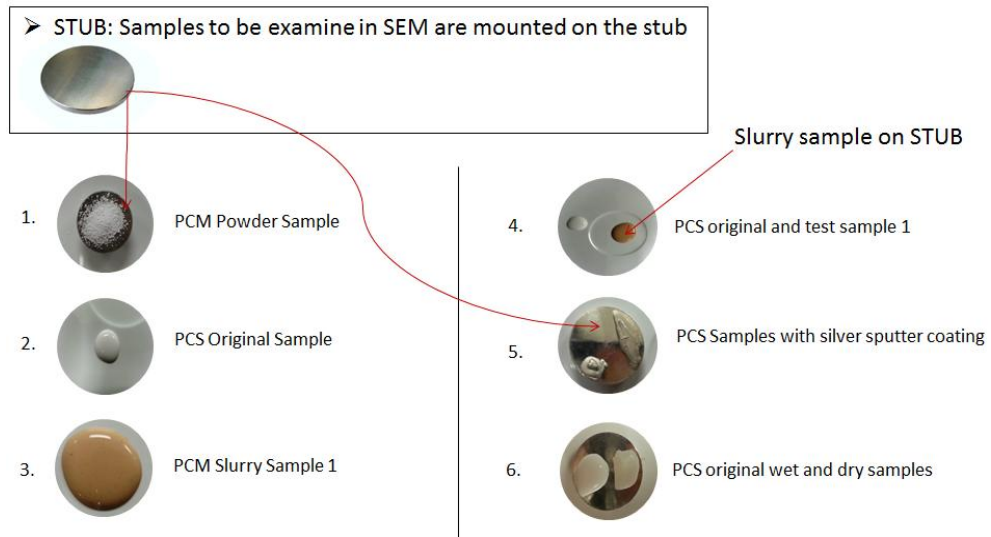 ➤ STUB: Samples to be examine in SEM are mounted on the stub
Slurry sample on STUB
1. PCM Powder Sample
2. PCS Original Sample
3. PCM Slurry Sample 1
4. PCS original and test sample 1
5. PCS Samples with silver sputter coating
6. PCS original wet and dry samples